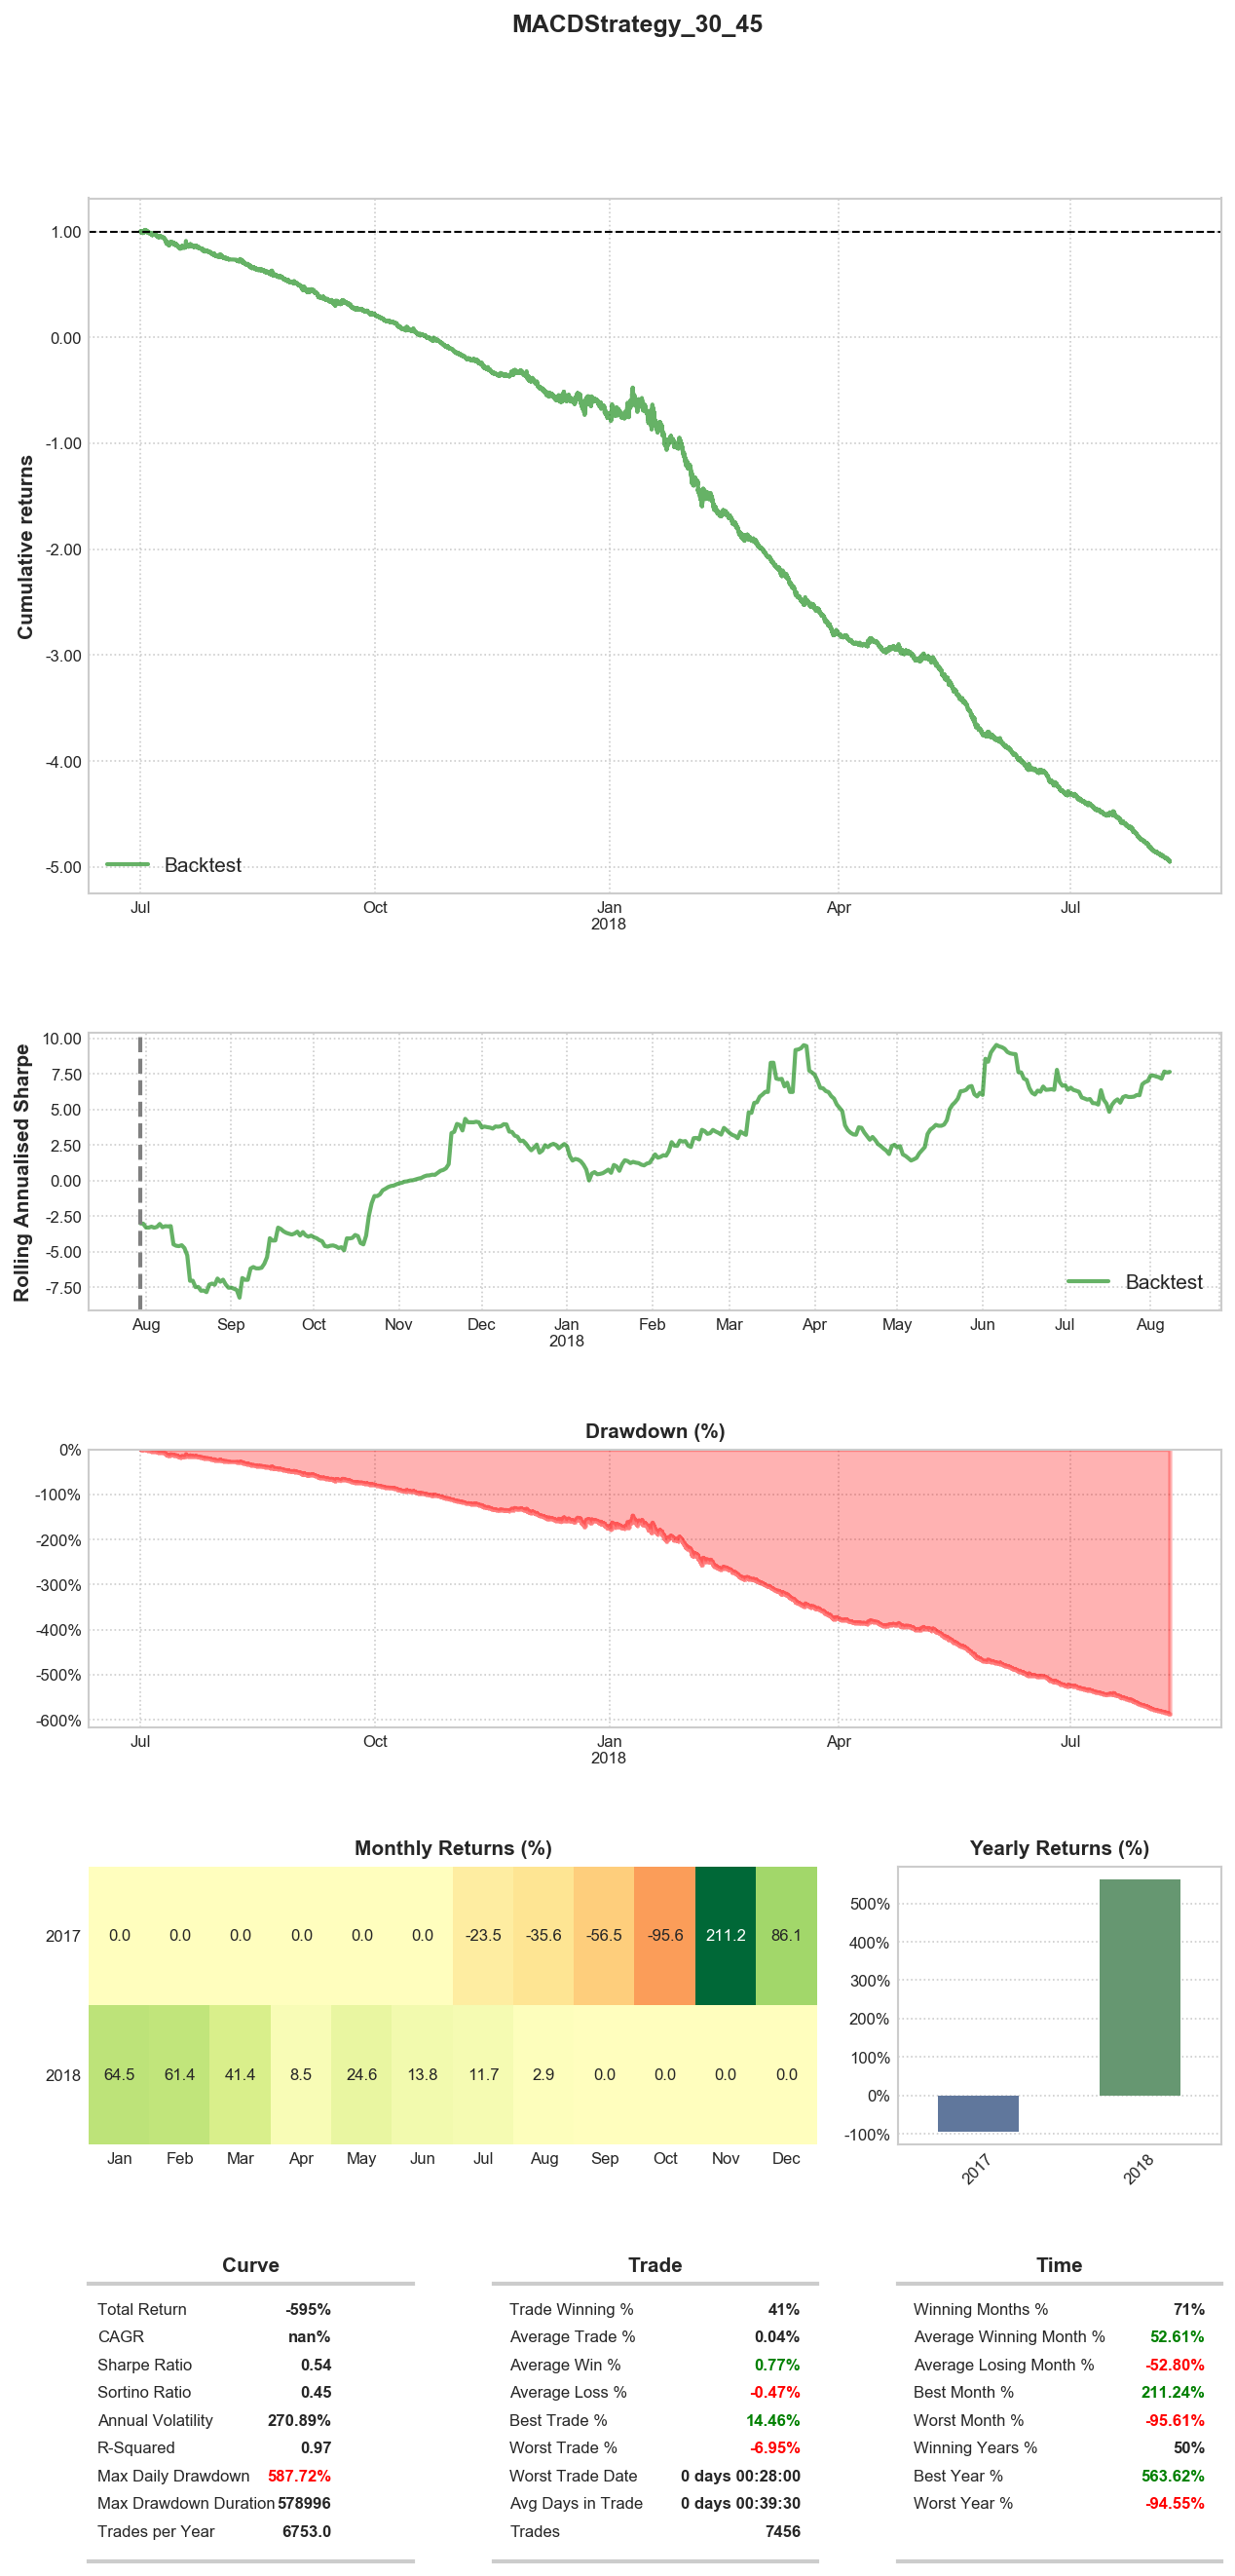 MACDStrategy_30_45
Cumulative returns
1.00
0.00
-1.00
-2.00
-3.00
-4.00
-5.00
Backtest
Jul Oct Jan Apr Jul
2018
Rolling Annualised Sharpe
10.00
7.50
5.00
2.50
0.00
-2.50
-5.00
-7.50
Backtest
Aug Sep Oct Nov Dec Jan Feb Mar Apr May Jun Jul Aug
2018
Drawdown (%)
0%
-100%
-200%
-300%
-400%
-500%
-600%
Jul Oct Jan Apr Jul
2018
Monthly Returns (%)
2017 0.0 0.0 0.0 0.0 0.0 0.0 -23.5 -35.6 -56.5 -95.6 211.2 86.1
2018 64.5 61.4 41.4 8.5 24.6 13.8 11.7 2.9 0.0 0.0 0.0 0.0
Jan Feb Mar Apr May Jun Jul Aug Sep Oct Nov Dec
Yearly Returns (%)
500%
400%
300%
200%
100%
0%
-100%
2017 2018
Curve
Total Return -595%
CAGR nan%
Sharpe Ratio 0.54
Sortino Ratio 0.45
Annual Volatility 270.89%
R-Squared 0.97
Max Daily Drawdown 587.72%
Max Drawdown Duration 578996
Trades per Year 6753.0
Trade
Trade Winning % 41%
Average Trade % 0.04%
Average Win % 0.77%
Average Loss % -0.47%
Best Trade % 14.46%
Worst Trade % -6.95%
Worst Trade Date 0 days 00:28:00
Avg Days in Trade 0 days 00:39:30
Trades 7456
Time
Winning Months % 71%
Average Winning Month % 52.61%
Average Losing Month % -52.80%
Best Month % 211.24%
Worst Month % -95.61%
Winning Years % 50%
Best Year % 563.62%
Worst Year % -94.55%